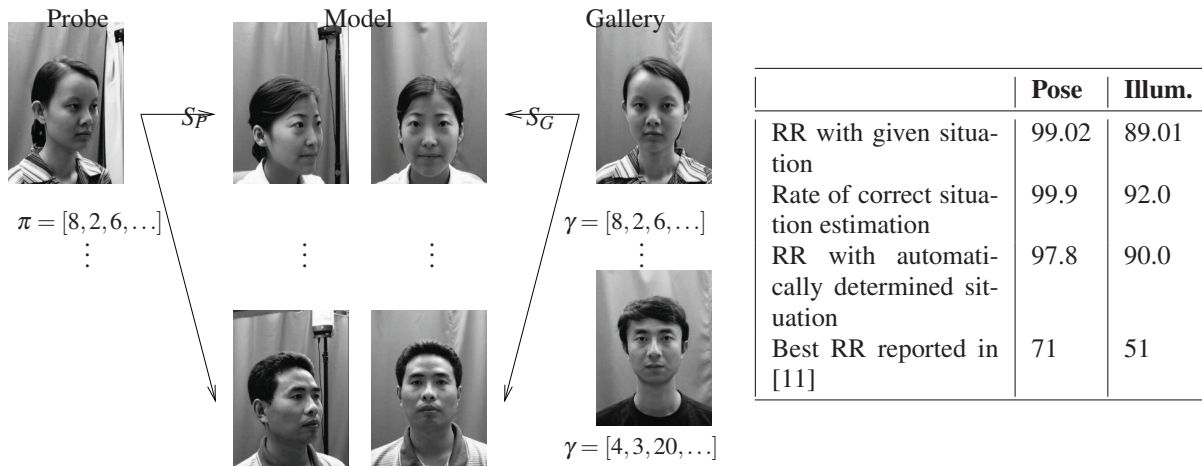 Probe
Model
Gallery
S_P
S_G
π = [8, 2, 6, …]
γ = [8, 2, 6, …]
γ = [4, 3, 20, …]
Pose Illum.
RR with given situa- 99.02 89.01
tion
Rate of correct situa- 99.9 92.0
tion estimation
RR with automati- 97.8 90.0
cally determined sit-
uation
Best RR reported in 71 51
[11]